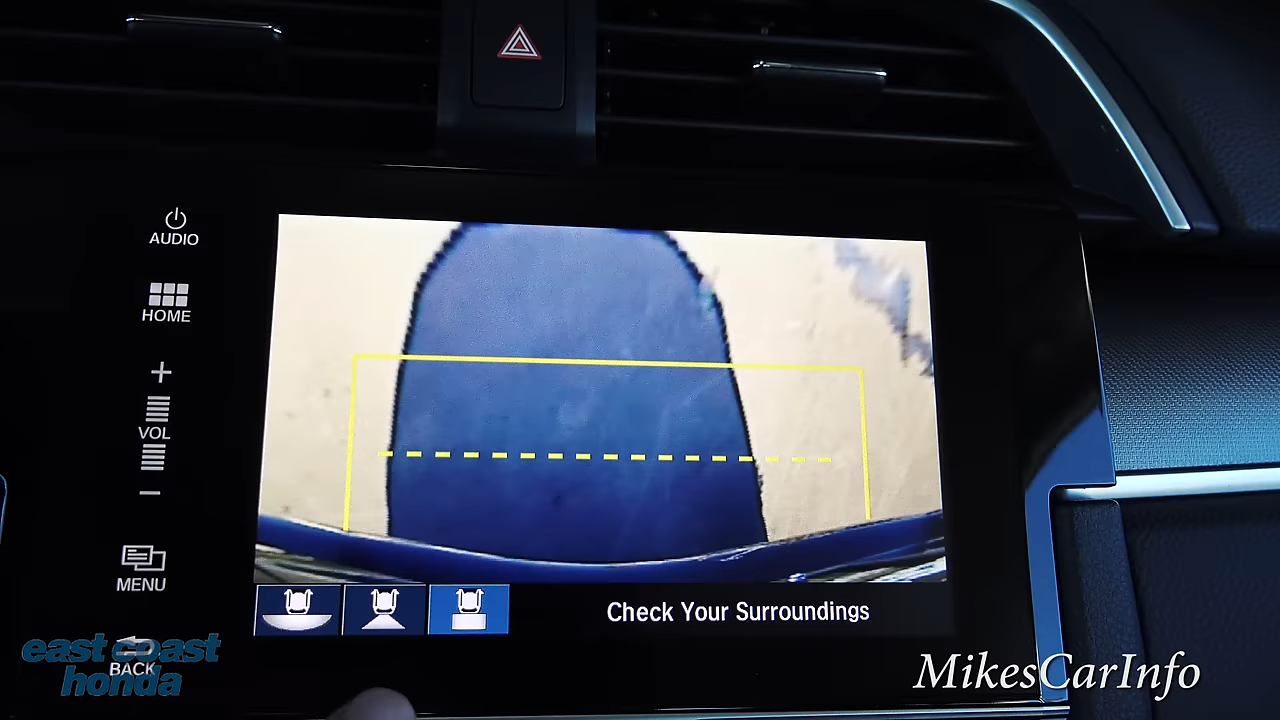 AUDIO
HOME
+
VOL
−
MENU
BACK
Check Your Surroundings
east coast
honda
MikesCarInfo